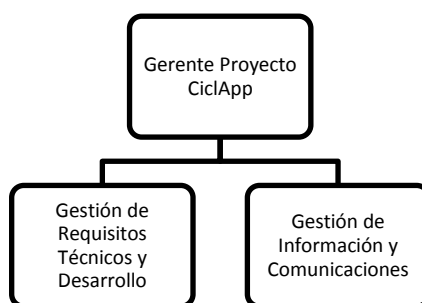 Gerente Proyecto
CiclApp
Gestión de
Requisitos
Técnicos y
Desarrollo
Gestión de
Información y
Comunicaciones